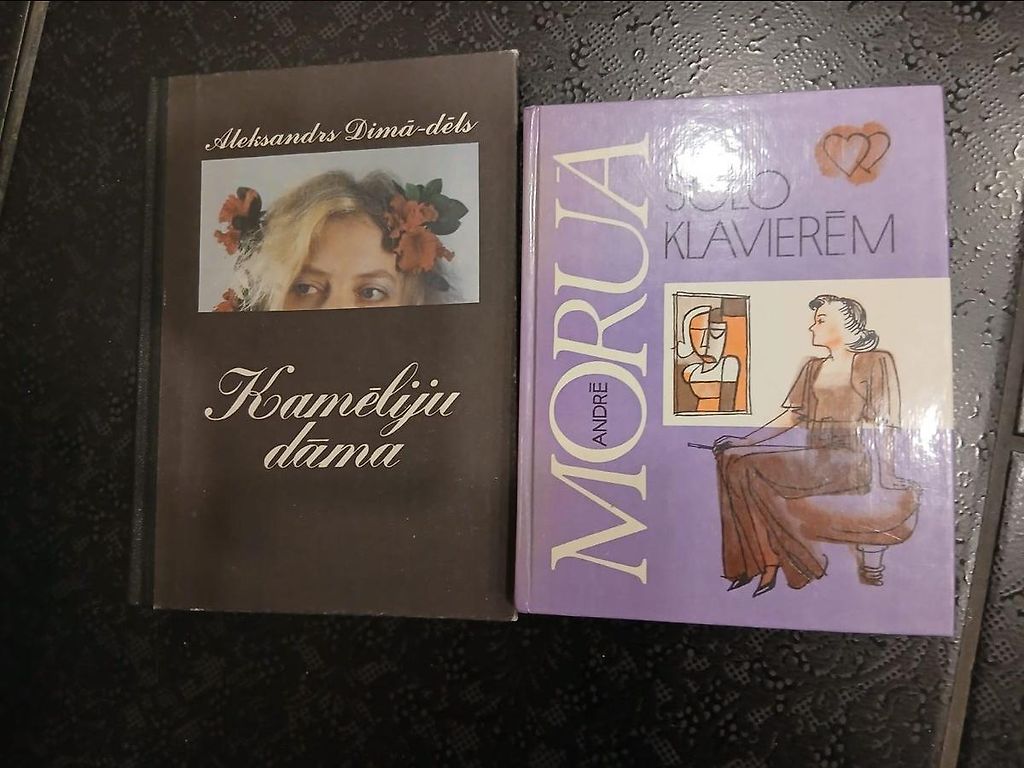 Aleksandrs Dimā-dēls
Kamēliju
dāma
MORUA
ANDRĒ
SOLO
KLAVIERĒM